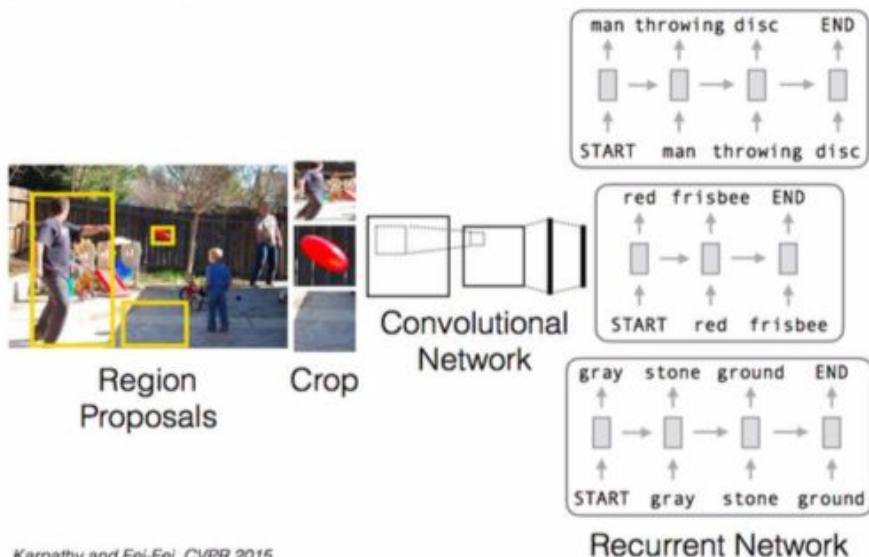 man throwing disc END
START man throwing disc
red frisbee END
START red frisbee
Convolutional
Network
Region
Proposals
Crop
gray stone ground END
START gray stone ground
Recurrent Network
Karpathy and Fei-Fei, CVPR 2015